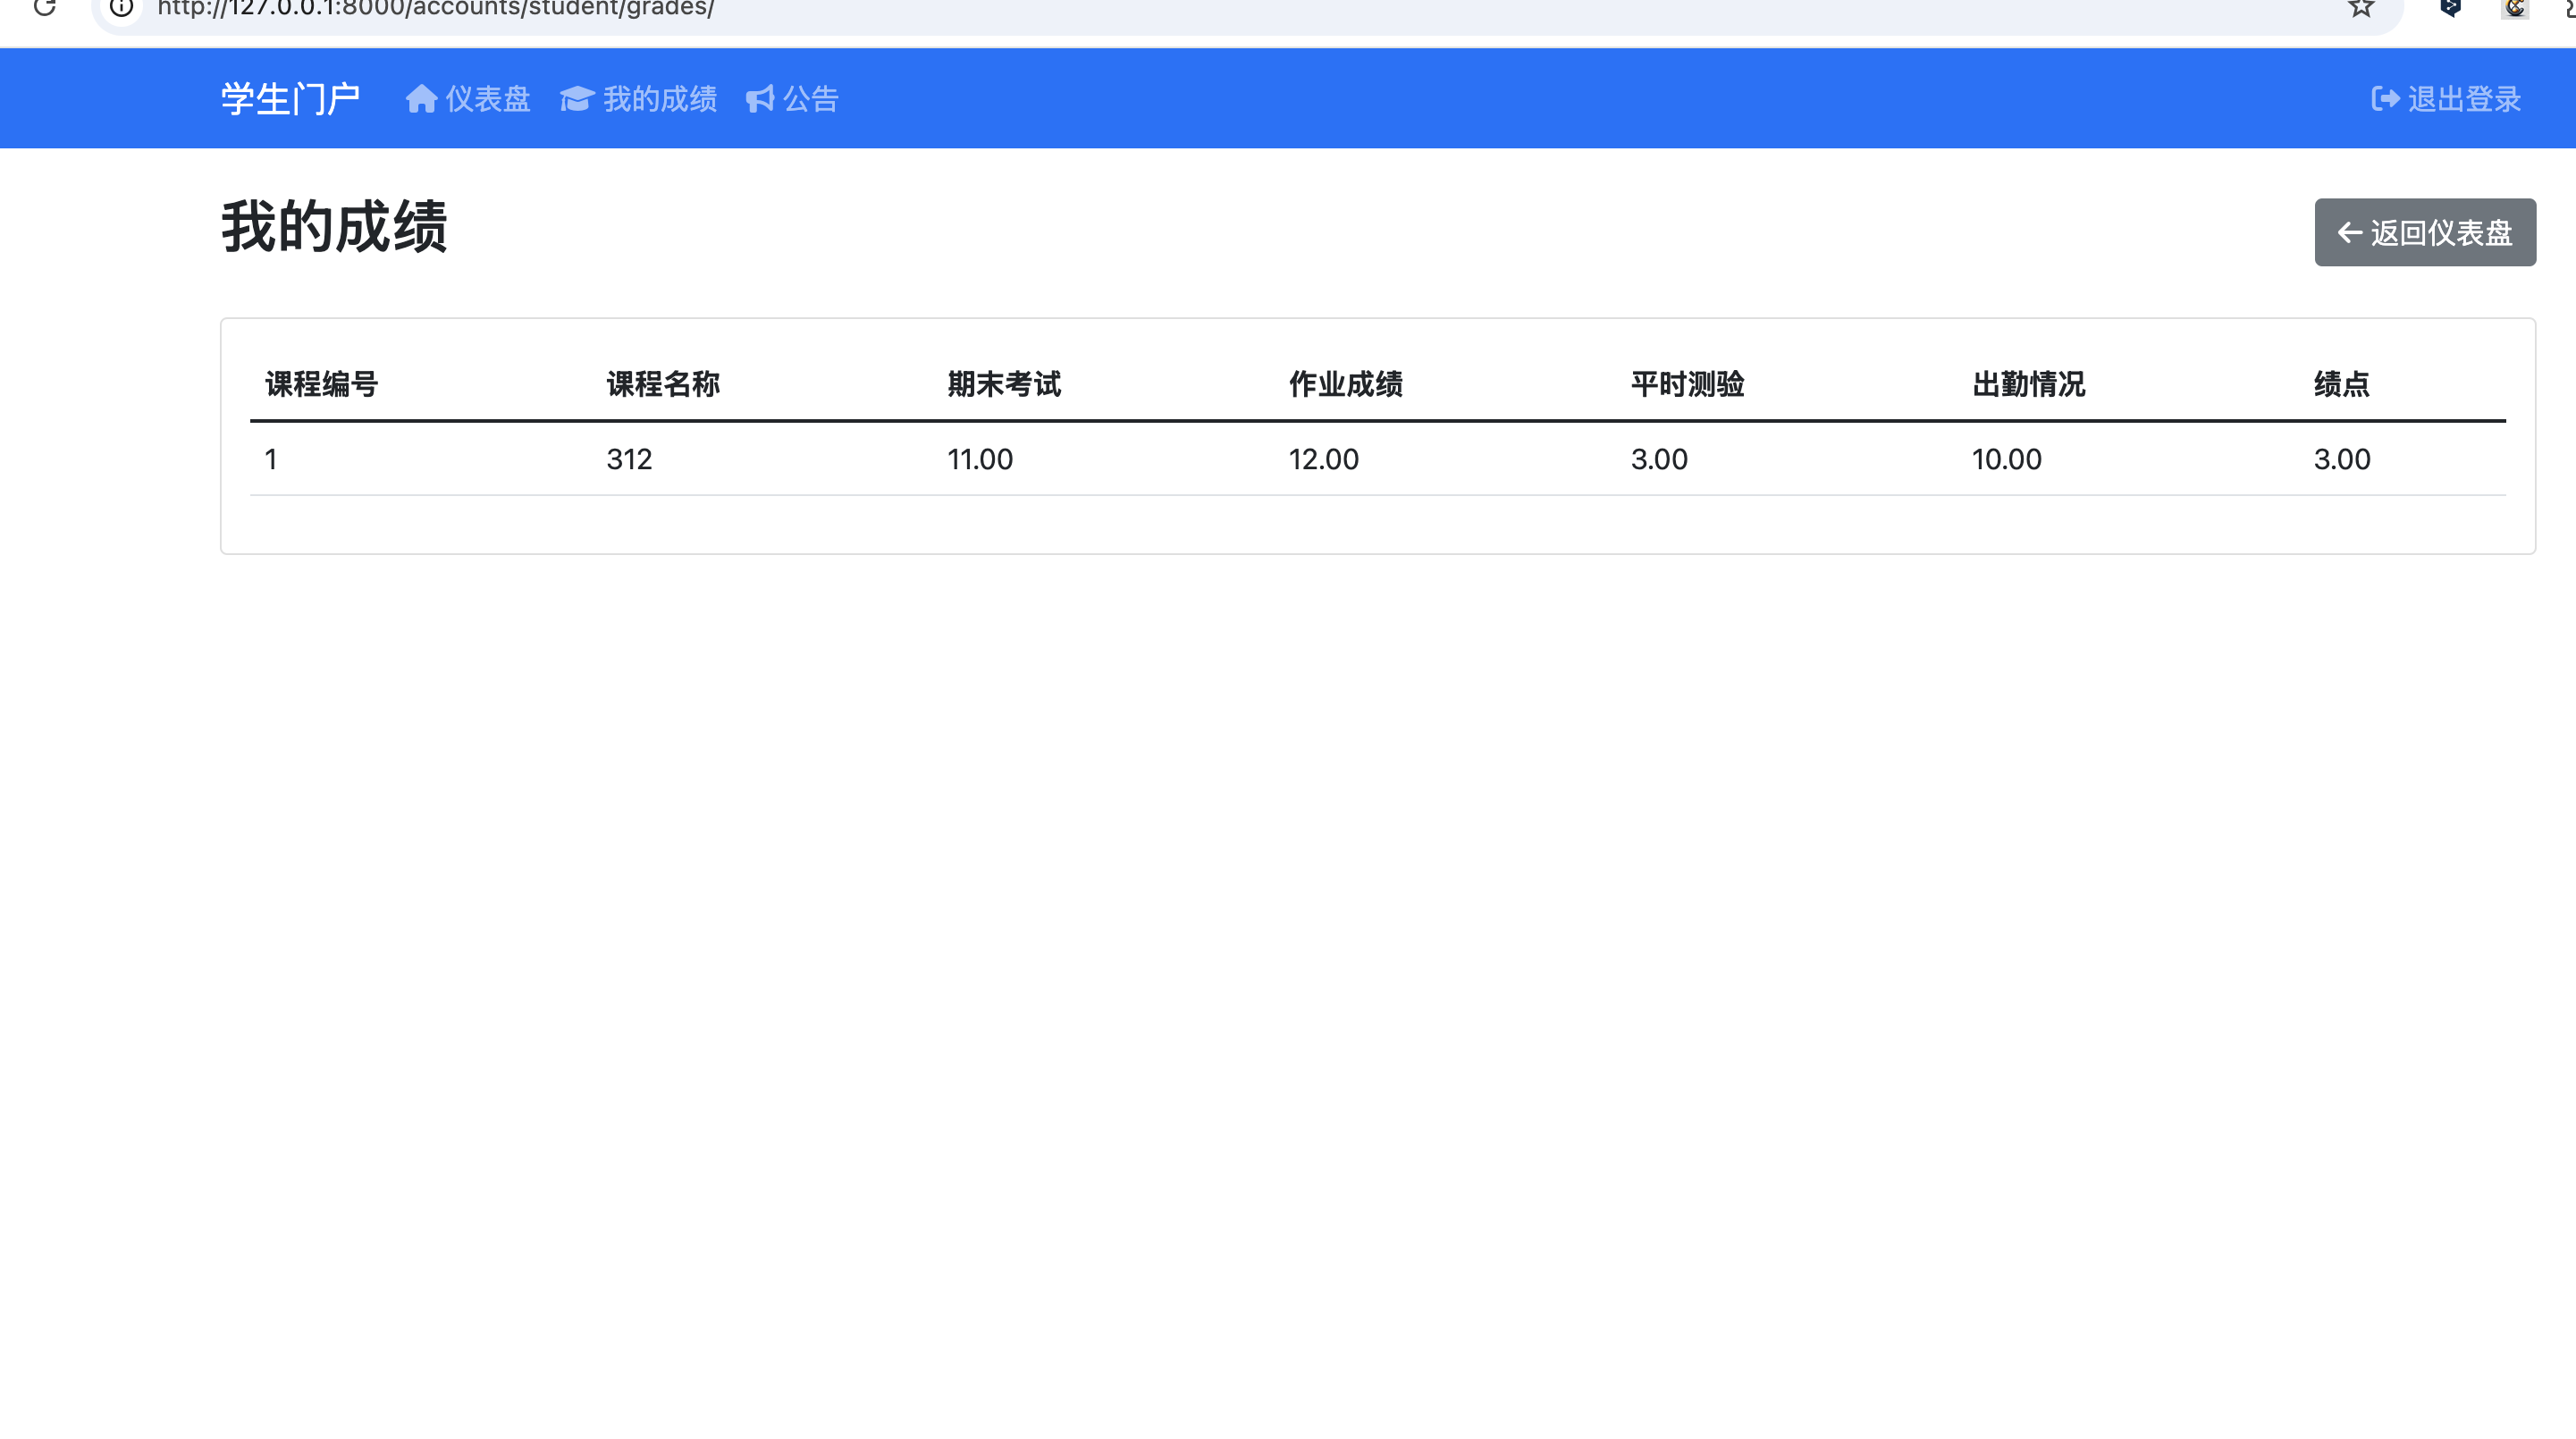 http://127.0.0.1:8000/accounts/student/grades/
学生门户 仪表盘 我的成绩 公告 退出登录
我的成绩 返回仪表盘
课程编号 课程名称 期末考试 作业成绩 平时测验 出勤情况 绩点
1 312 11.00 12.00 3.00 10.00 3.00